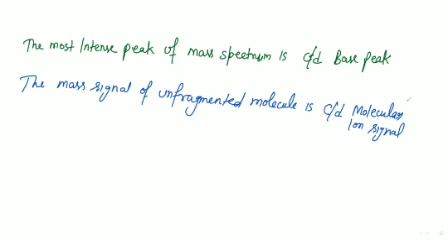 The most Intense peak of mass spectrum is c/d Base peak
The mass signal of unfragmented molecule is c/d Molecular
Ion signal